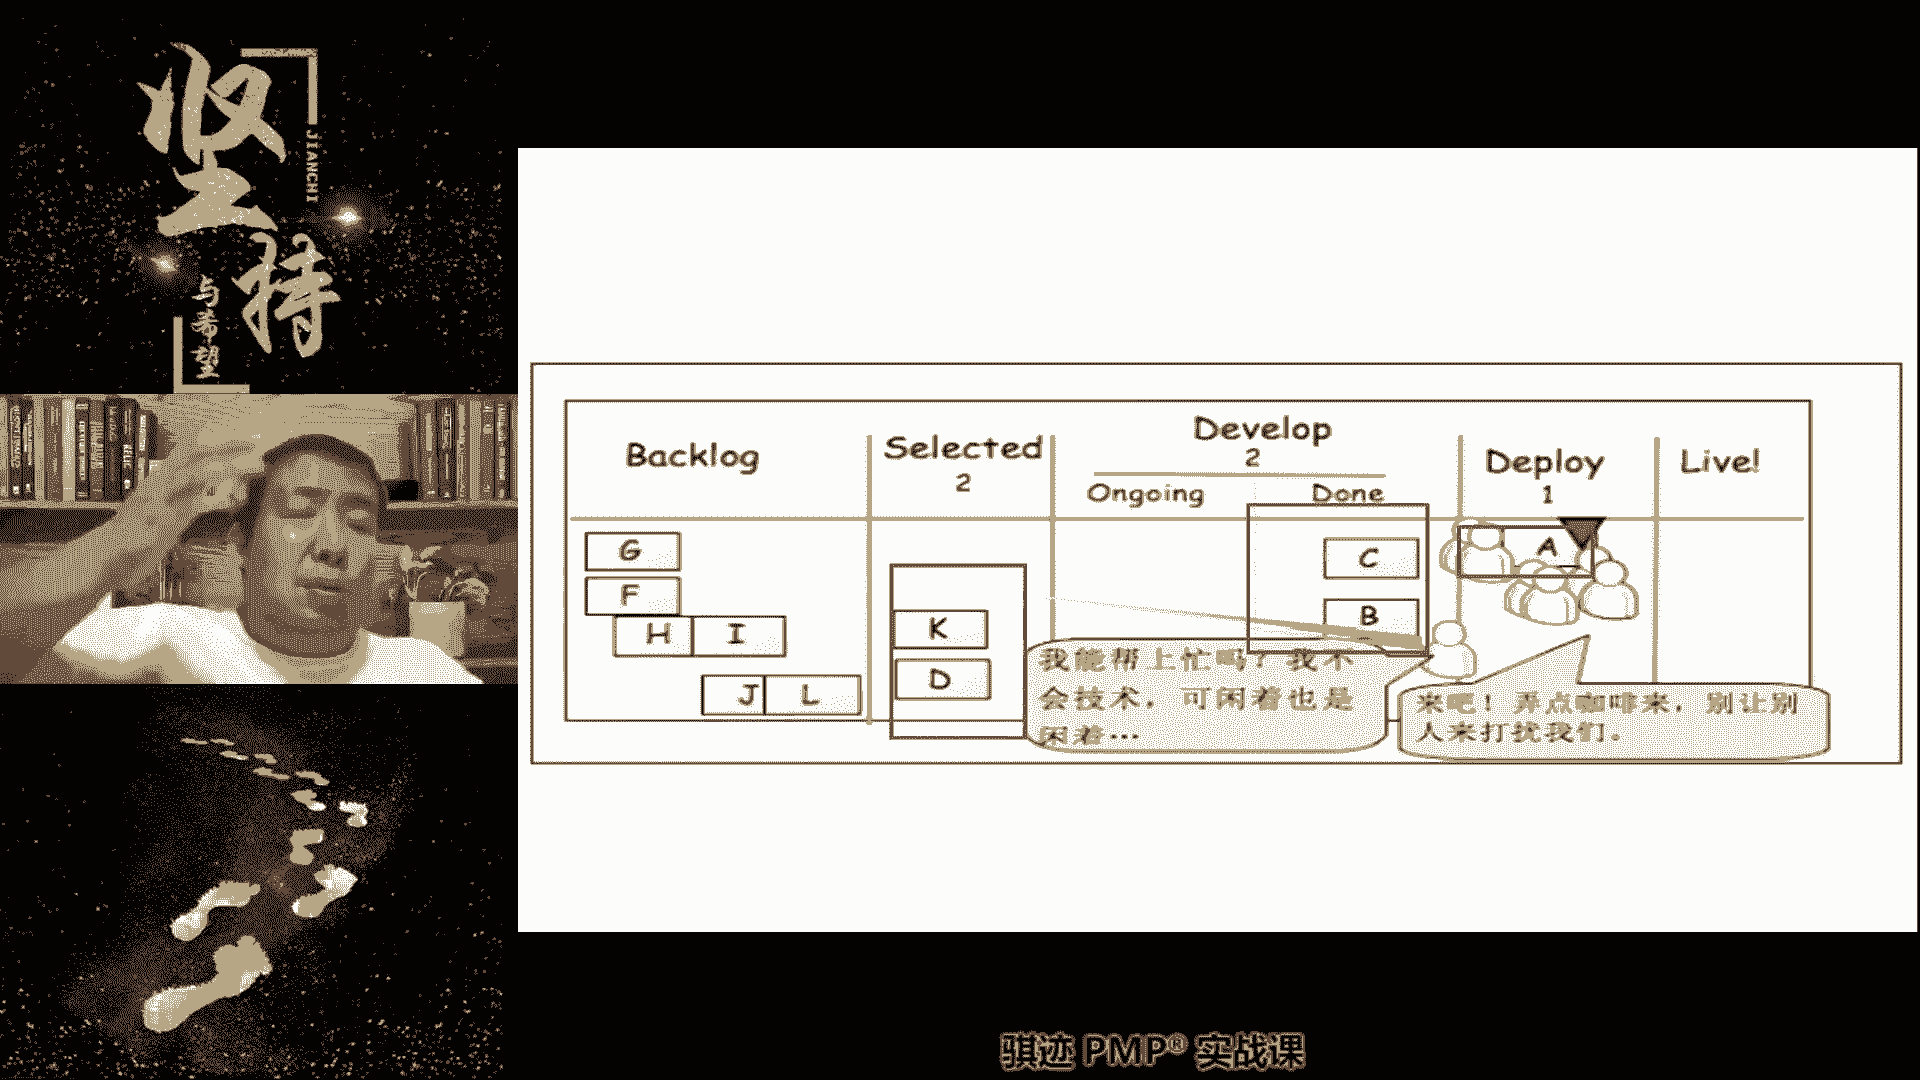 坚持
JIANCHI
与希望
Backlog
Selected
2
Develop
2
Ongoing
Done
Deploy
1
Live!
G
F
H
I
J
L
K
D
C
B
A
我能帮上忙吗？我不
会技术，可闲着也是
闲着…
来吧！弄点咖啡来，别让别
人来打扰我们。
骐迹 PMP® 实战课